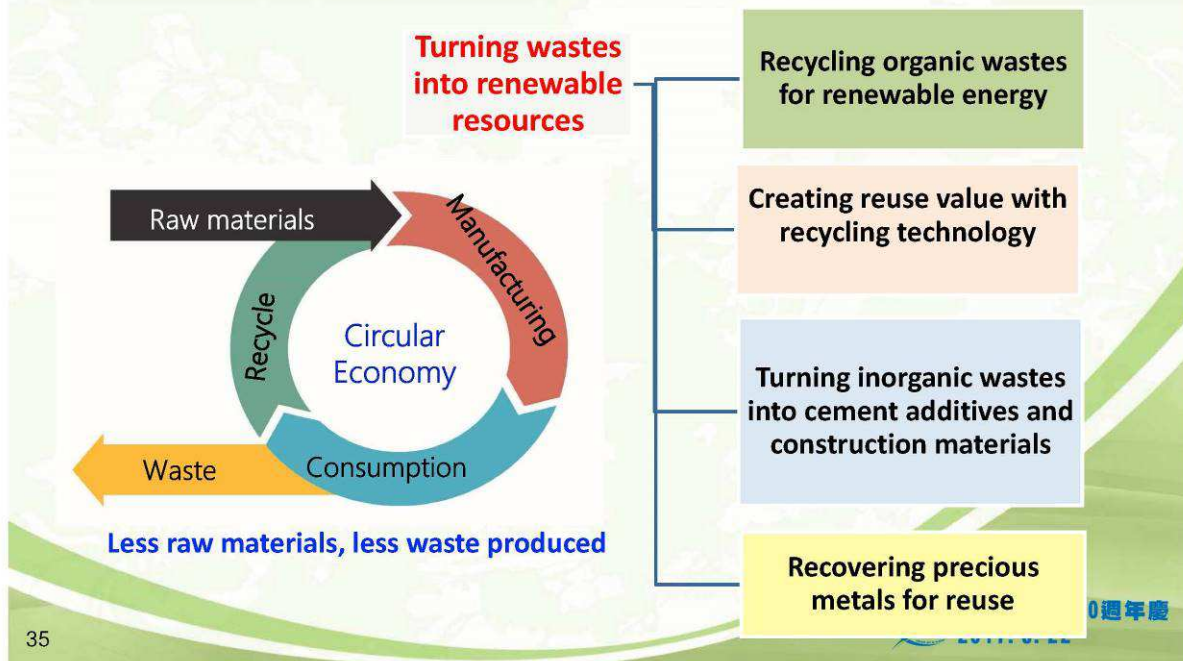 Turning wastes
into renewable
resources
Recycling organic wastes
for renewable energy
Creating reuse value with
recycling technology
Turning inorganic wastes
into cement additives and
construction materials
Recovering precious
metals for reuse
Raw materials
Manufacturing
Recycle
Circular
Economy
Consumption
Waste
Less raw materials, less waste produced
週年慶
35